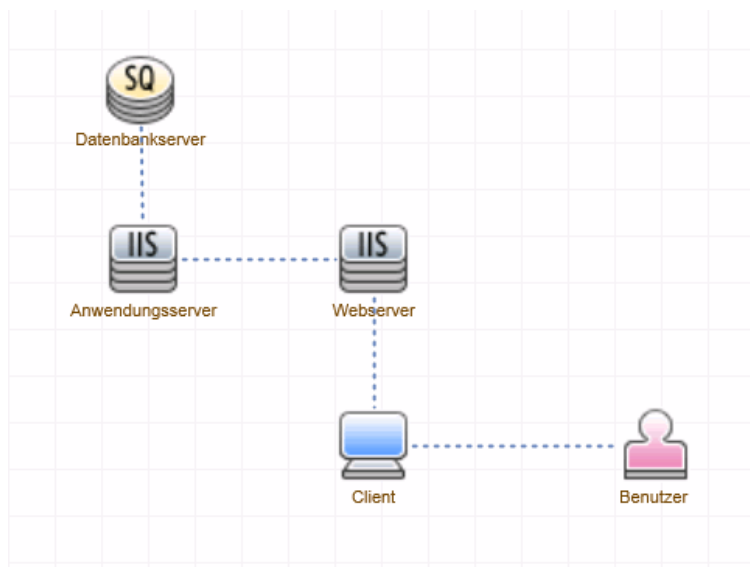 SQ
Datenbankserver
IIS
IIS
Anwendungsserver
Webserver
Client
Benutzer